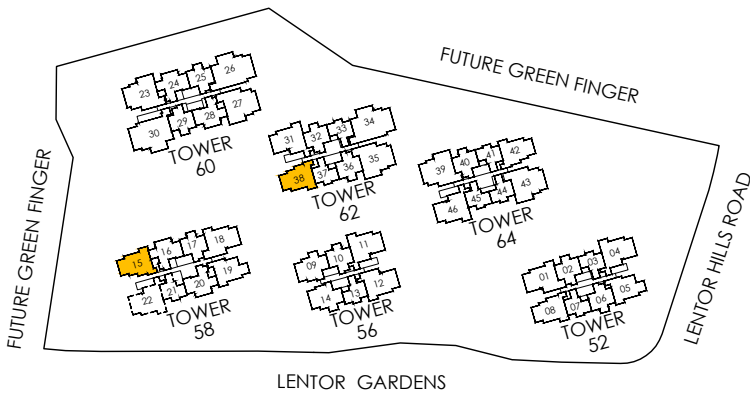 FUTURE GREEN FINGER
23 24 25 26
30 29 28 27
TOWER
60
31 32 33 34
38 37 36 35
TOWER
62
39 40 41 42
46 45 44 43
TOWER
64
FUTURE GREEN FINGER
15 16 17 18
22 21 20 19
TOWER
58
09 10 11
14 13 12
TOWER
56
01 02 03 04
08 07 06 05
TOWER
52
LENTOR HILLS ROAD
LENTOR GARDENS